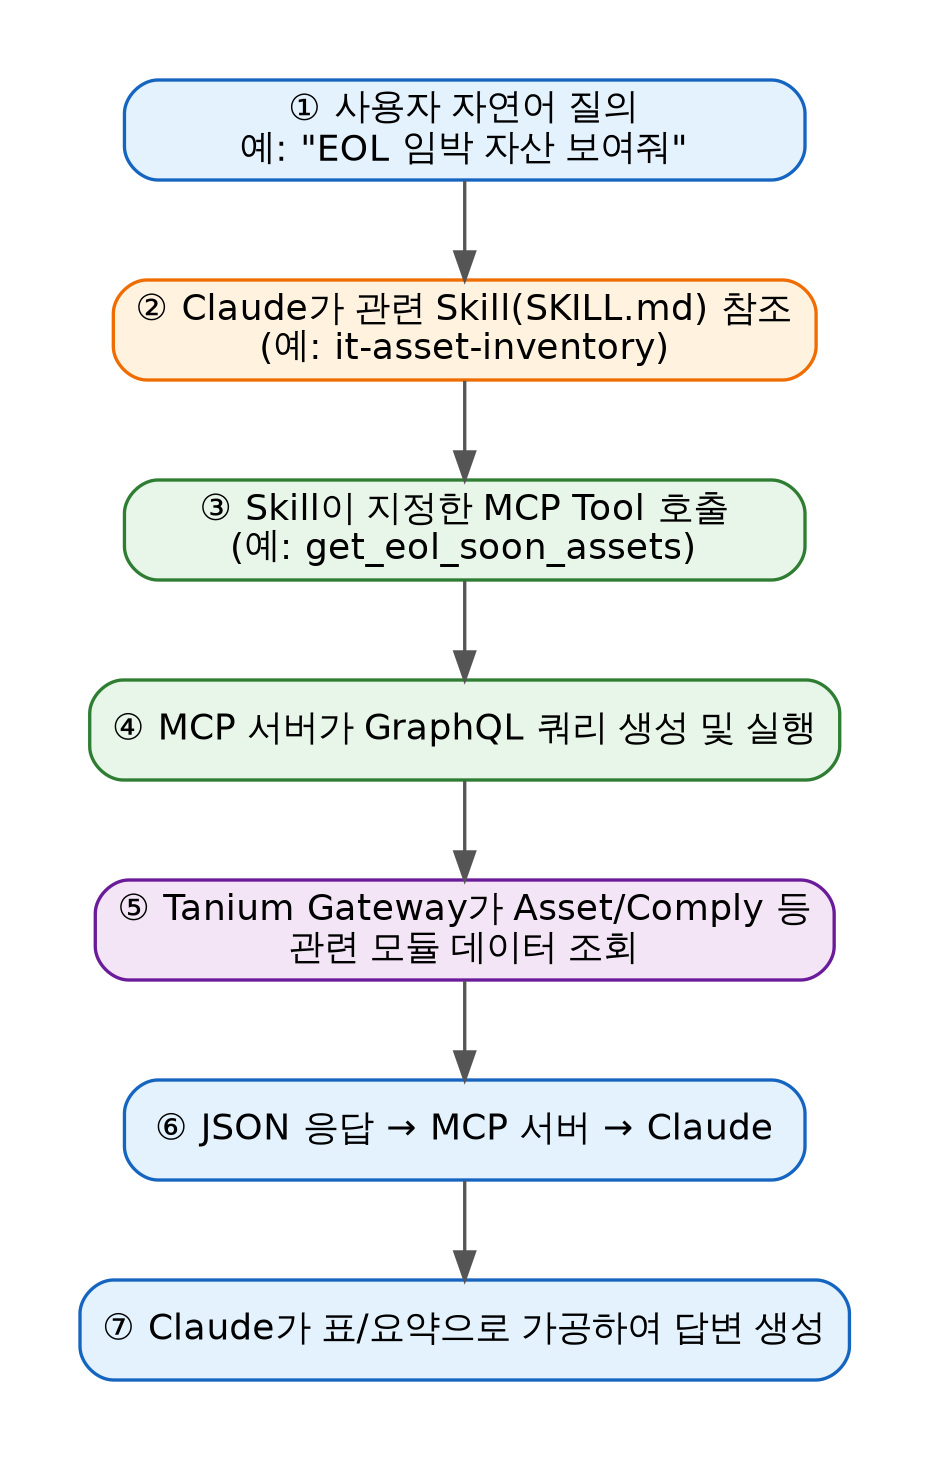 ① 사용자 자연어 질의
예: "EOL 임박 자산 보여줘"
② Claude가 관련 Skill(SKILL.md) 참조
(예: it-asset-inventory)
③ Skill이 지정한 MCP Tool 호출
(예: get_eol_soon_assets)
④ MCP 서버가 GraphQL 쿼리 생성 및 실행
⑤ Tanium Gateway가 Asset/Comply 등
관련 모듈 데이터 조회
⑥ JSON 응답 → MCP 서버 → Claude
⑦ Claude가 표/요약으로 가공하여 답변 생성